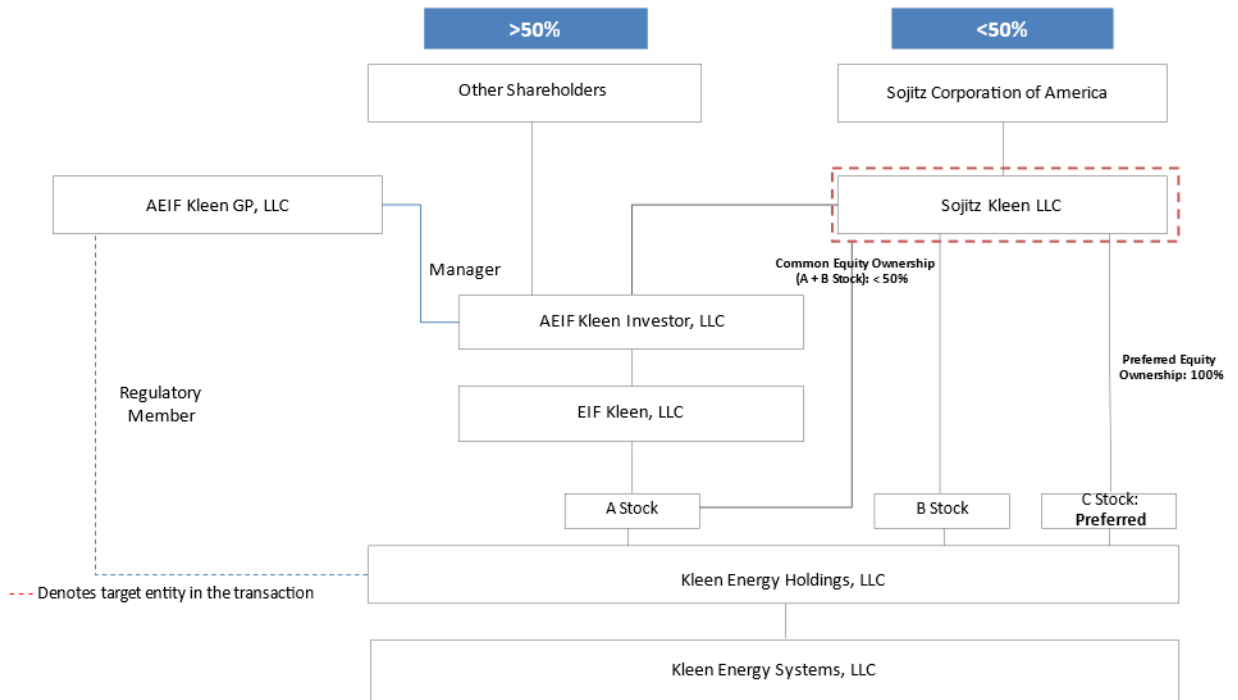 >50%
<50%
Other Shareholders
Sojitz Corporation of America
AEIF Kleen GP, LLC
Sojitz Kleen LLC
Manager
Common Equity Ownership
(A + B Stock): < 50%
AEIF Kleen Investor, LLC
Preferred Equity
Ownership: 100%
Regulatory
Member
EIF Kleen, LLC
A Stock
B Stock
C Stock:
Preferred
Kleen Energy Holdings, LLC
--- Denotes target entity in the transaction
Kleen Energy Systems, LLC